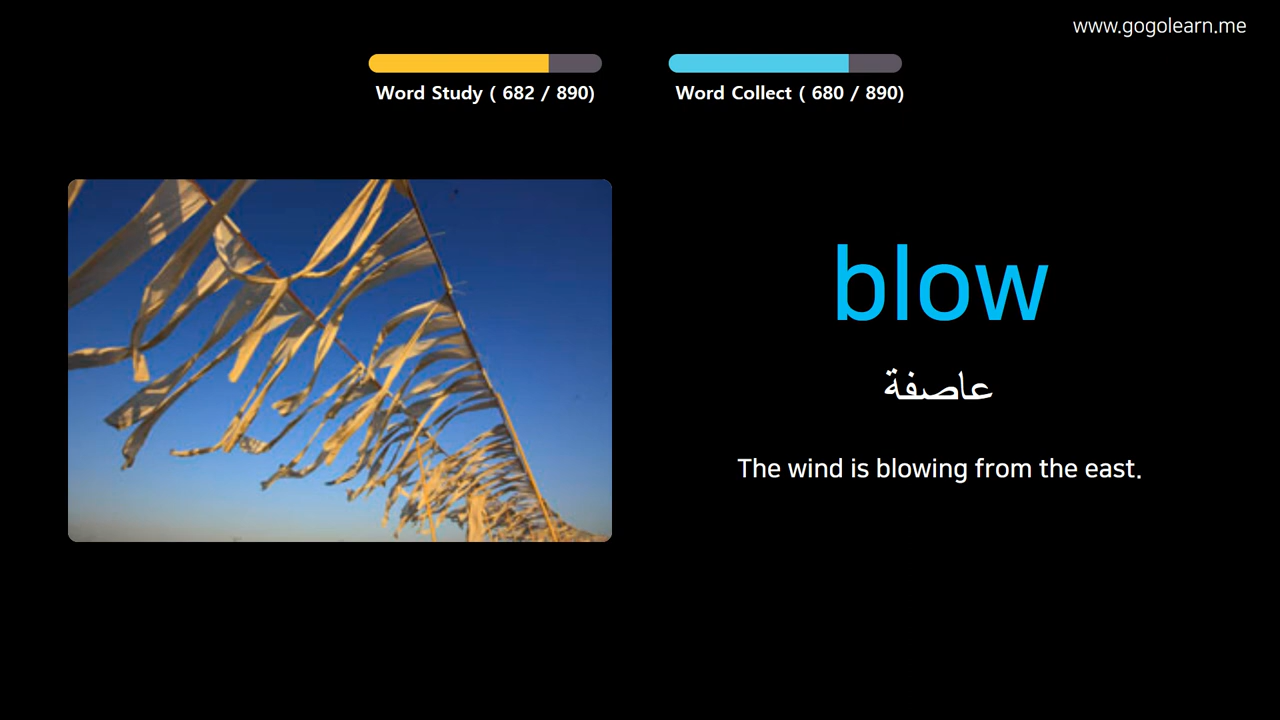 www.gogolearn.me
Word Study ( 682 / 890)
Word Collect ( 680 / 890)
blow
عاصفة
The wind is blowing from the east.